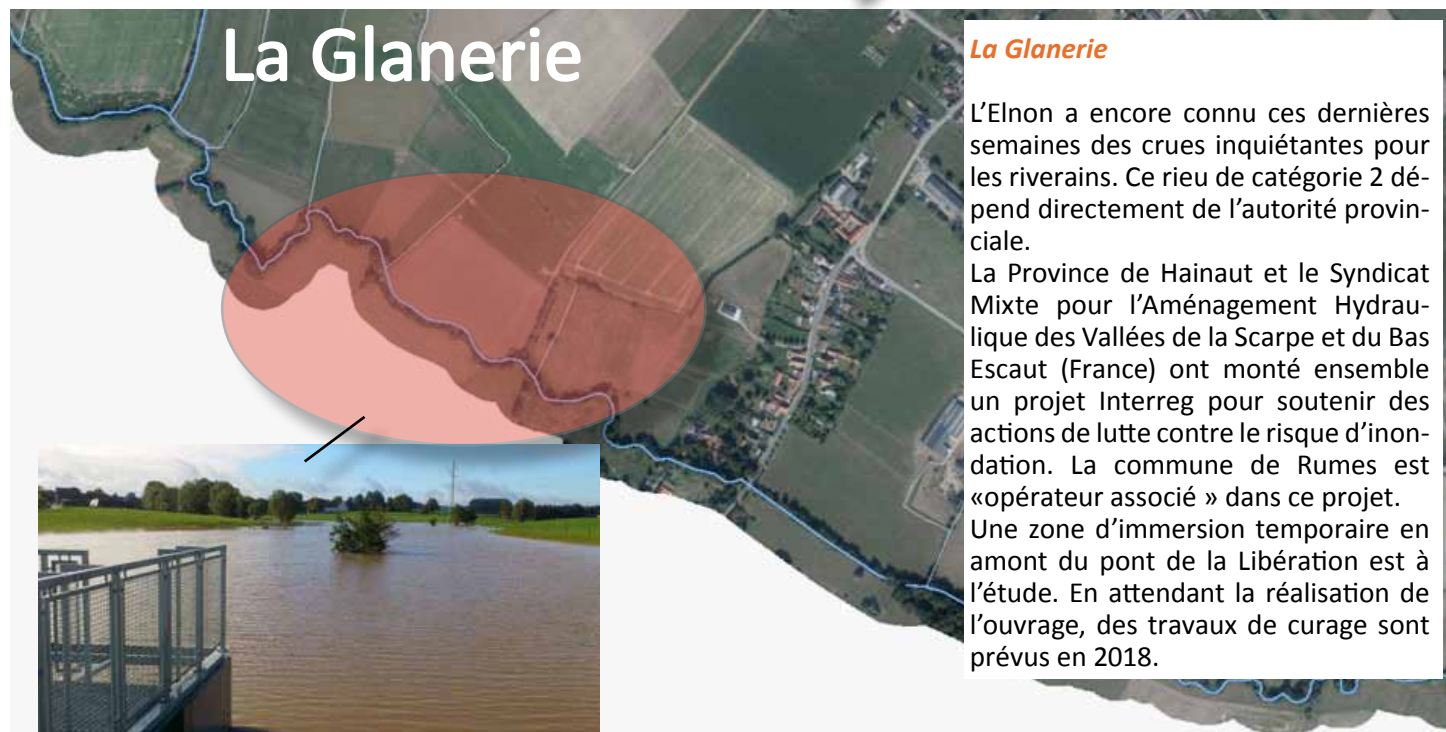 La Glanerie
La Glanerie
L'Elnon a encore connu ces dernières
semaines des crues inquiétantes pour
les riverains. Ce rieu de catégorie 2 dé-
pend directement de l'autorité provin-
ciale.
La Province de Hainaut et le Syndicat
Mixte pour l'Aménagement Hydrau-
lique des Vallées de la Scarpe et du Bas
Escaut (France) ont monté ensemble
un projet Interreg pour soutenir des
actions de lutte contre le risque d'inon-
dation. La commune de Rumes est
«opérateur associé » dans ce projet.
Une zone d'immersion temporaire en
amont du pont de la Libération est à
l'étude. En attendant la réalisation de
l'ouvrage, des travaux de curage sont
prévus en 2018.